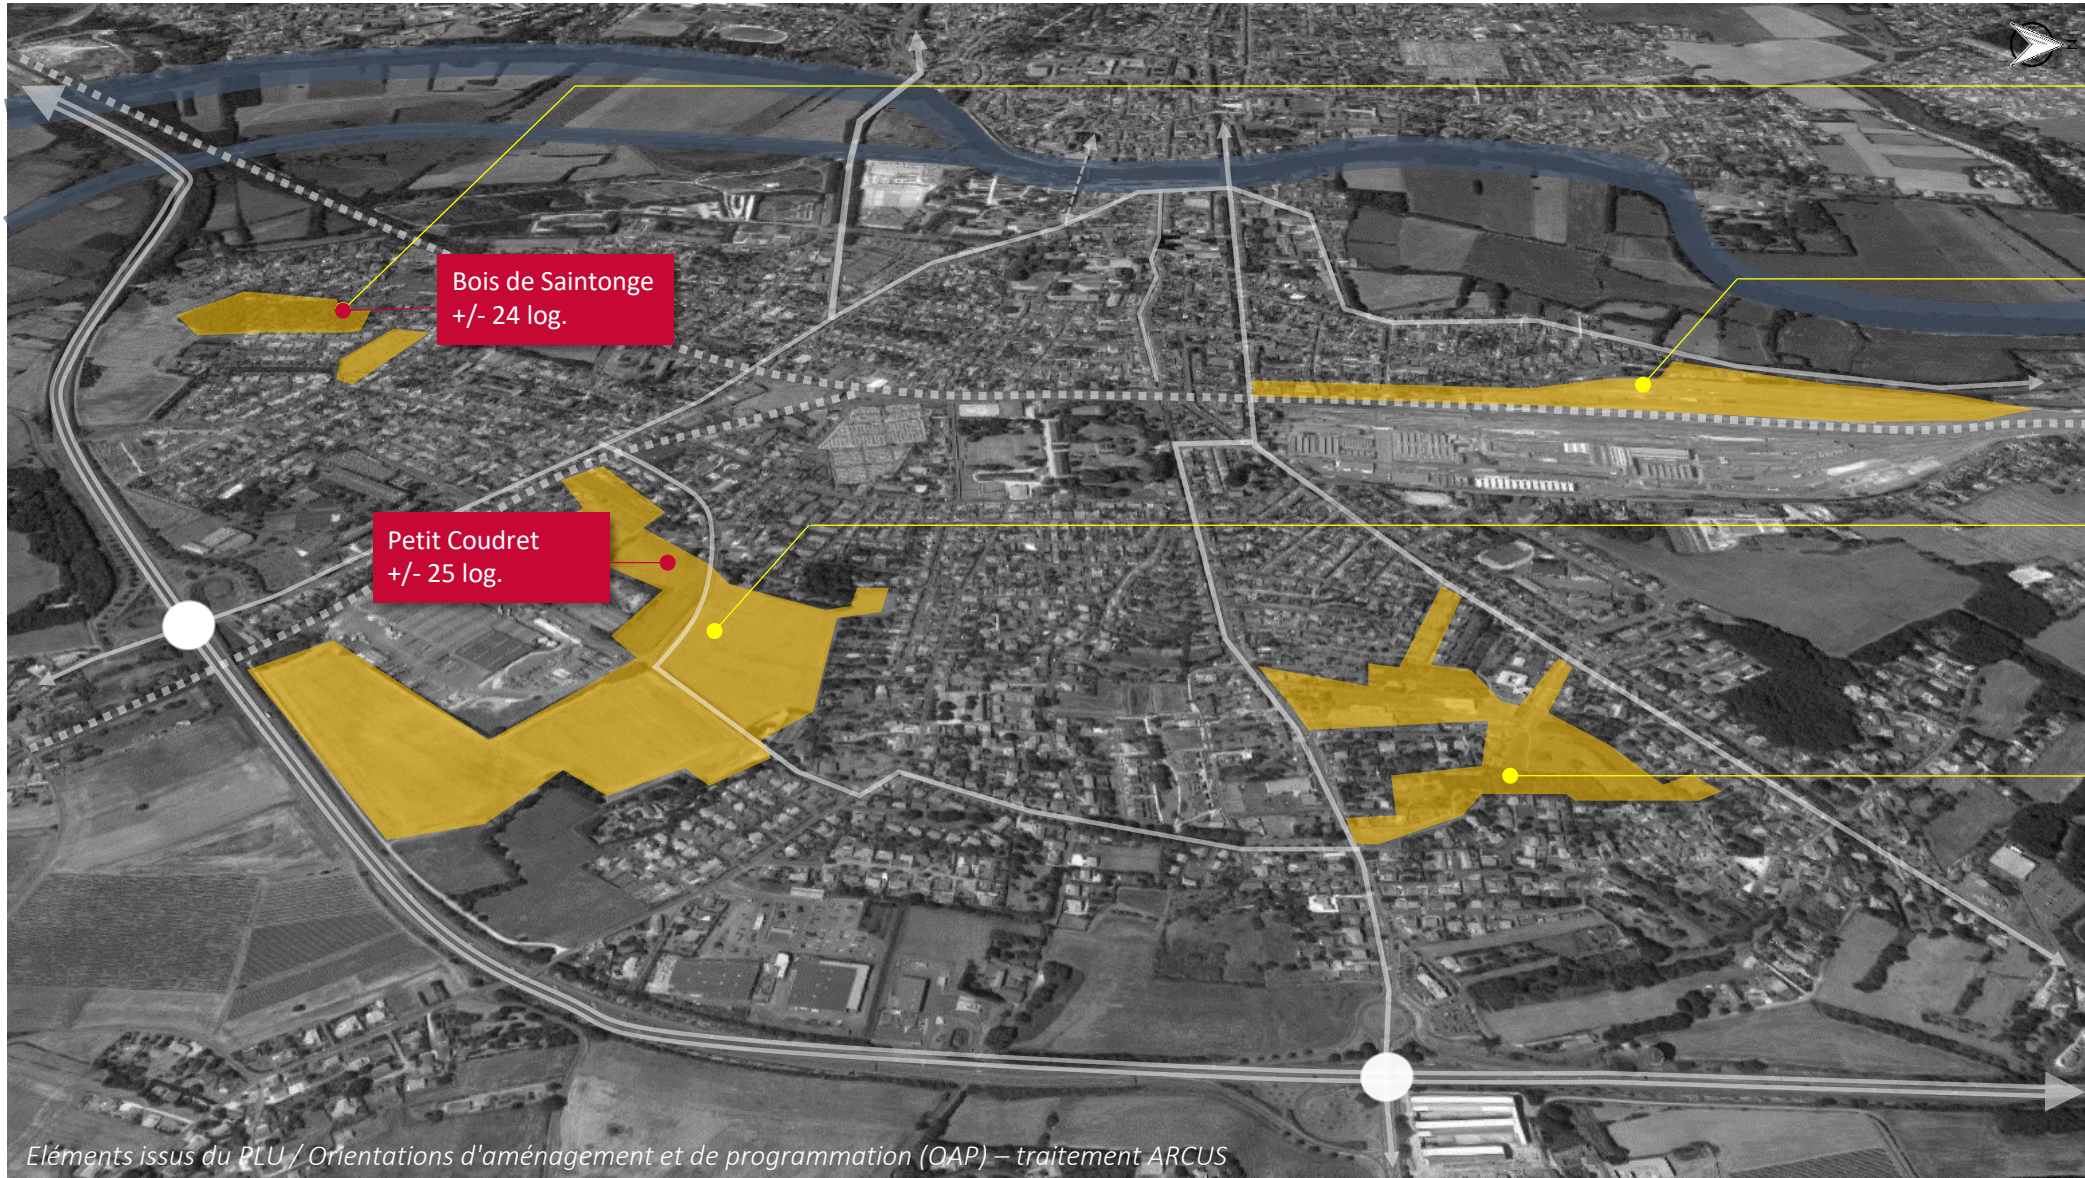 N
Bois de Saintonge
+/- 24 log.
Petit Coudret
+/- 25 log.
Eléments issus du PLU / Orientations d'aménagement et de programmation (OAP) – traitement ARCUS